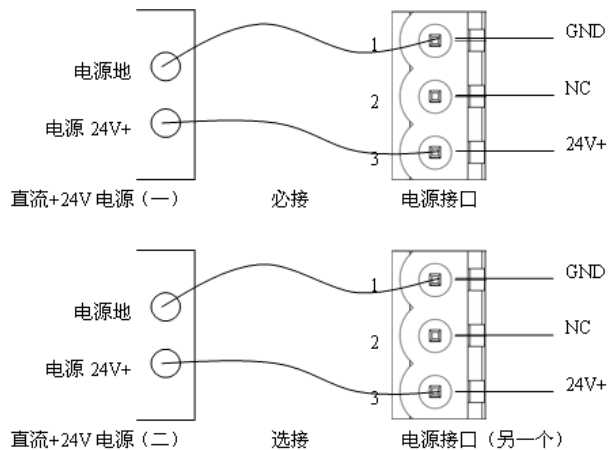 电源地
电源 24V+
1
2
3
GND
NC
24V+
直流+24V 电源（一） 必接 电源接口
电源地
电源 24V+
1
2
3
GND
NC
24V+
直流+24V 电源（二） 选接 电源接口（另一个）